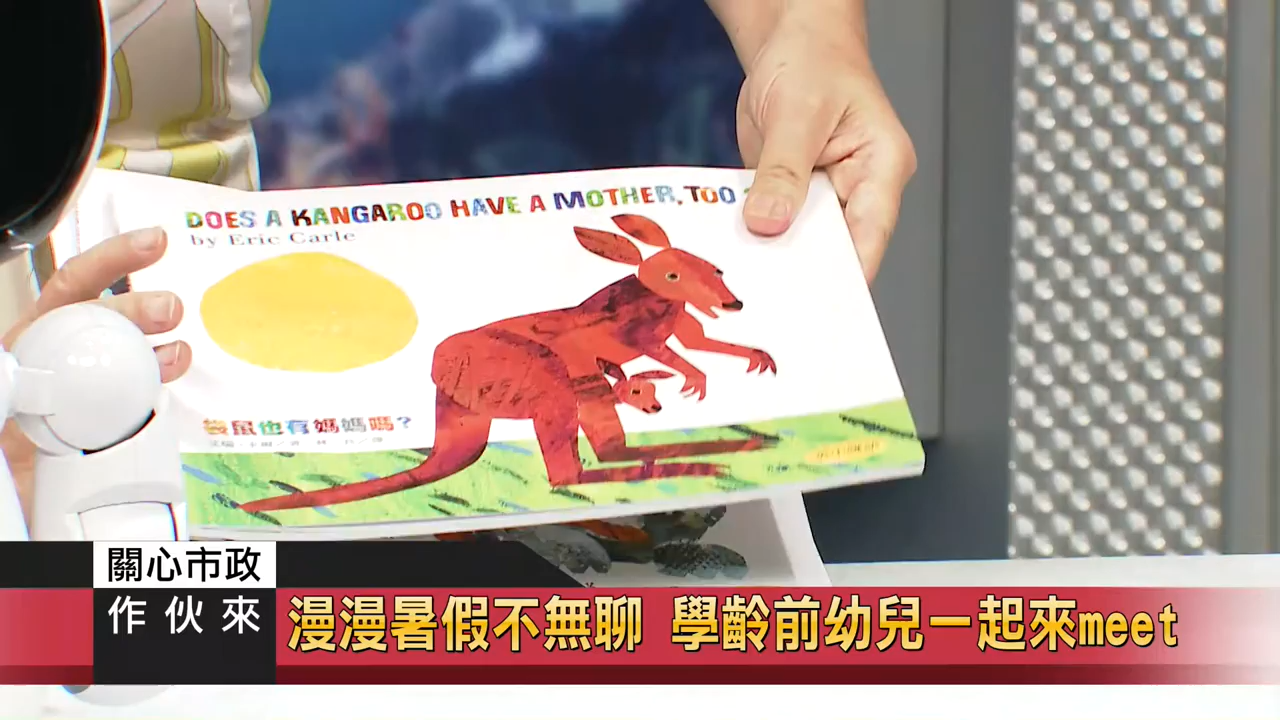 DOES A KANGAROO HAVE A MOTHER, TOO
by Eric Carle
袋鼠也有媽媽嗎?
關心市政
作伙來
漫漫暑假不無聊 學齡前幼兒一起來meet